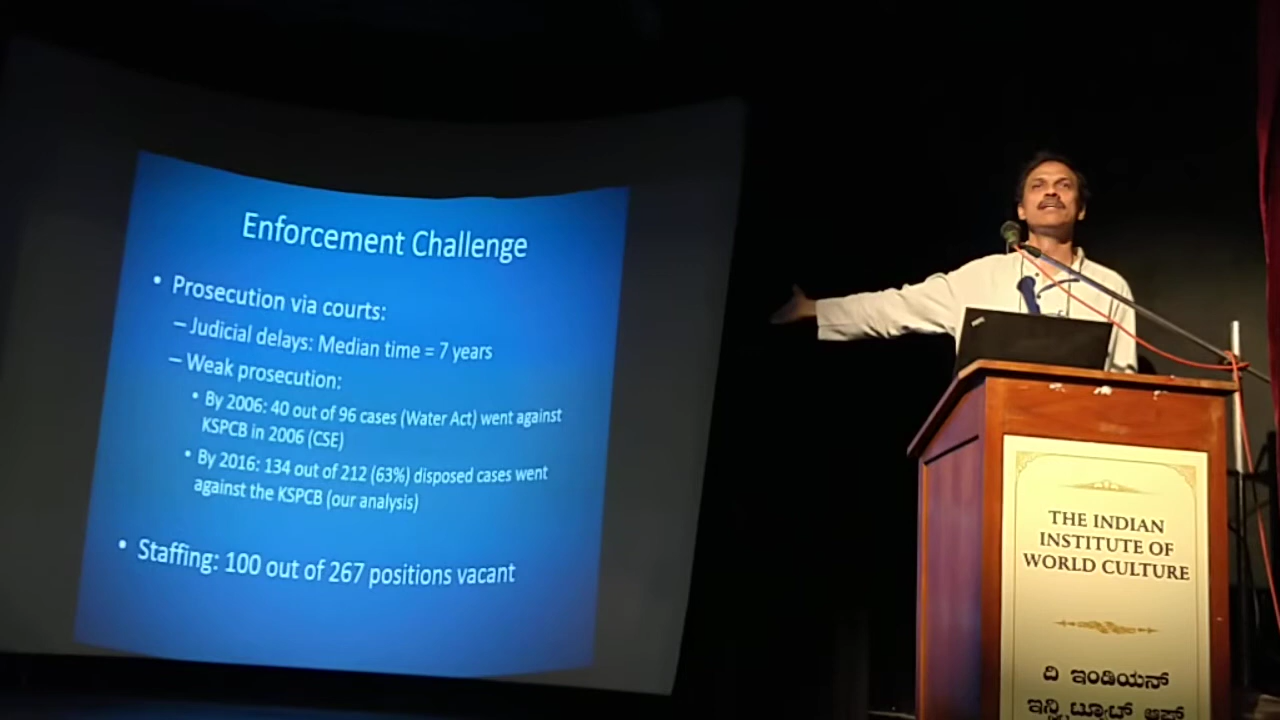 Enforcement Challenge
• Prosecution via courts:
– Judicial delays: Median time = 7 years
– Weak prosecution:
• By 2006: 40 out of 96 cases (Water Act) went against
KSPCB in 2006 (CSE)
• By 2016: 134 out of 212 (63%) disposed cases went
against the KSPCB (our analysis)
• Staffing: 100 out of 267 positions vacant
THE INDIAN
INSTITUTE OF
WORLD CULTURE
ದಿ ಇಂಡಿಯನ್